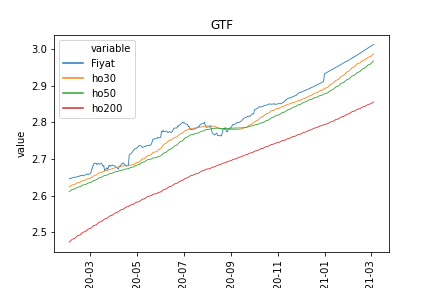 GTF
3.0
2.9
2.8
2.7
2.6
2.5
value
variable
Fiyat
ho30
ho50
ho200
20-03
20-05
20-07
20-09
20-11
21-01
21-03